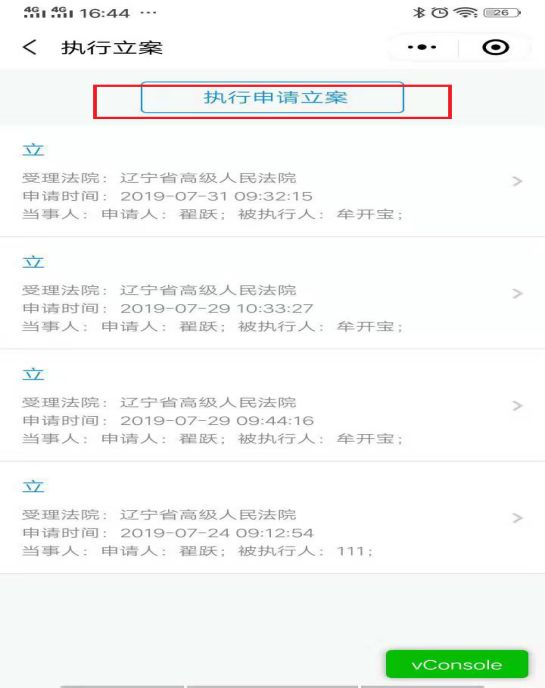 4G 4G 16:44 ··· 26
执行立案
执行申请立案
立
受理法院：辽宁省高级人民法院
申请时间：2019-07-31 09:32:15
当事人：申请人：翟跃；被执行人：牟开宝；
立
受理法院：辽宁省高级人民法院
申请时间：2019-07-29 10:33:27
当事人：申请人：翟跃；被执行人：牟开宝；
立
受理法院：辽宁省高级人民法院
申请时间：2019-07-29 09:44:16
当事人：申请人：翟跃；被执行人：牟开宝；
立
受理法院：辽宁省高级人民法院
申请时间：2019-07-24 09:12:54
当事人：申请人：翟跃；被执行人：111；
vConsole